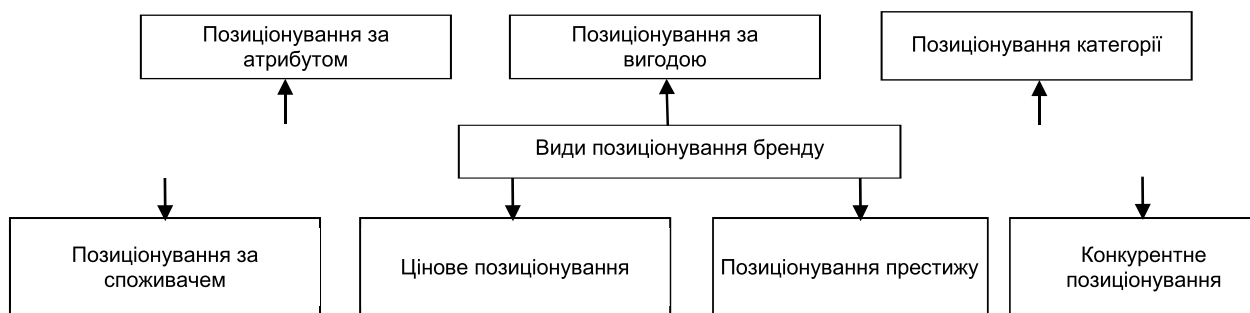 Позиціонування за
атрибутом
Позиціонування за
вигодою
Позиціонування категорії
Види позиціонування бренду
Позиціонування за
споживачем
Цінове позиціонування
Позиціонування престижу
Конкурентне
позиціонування